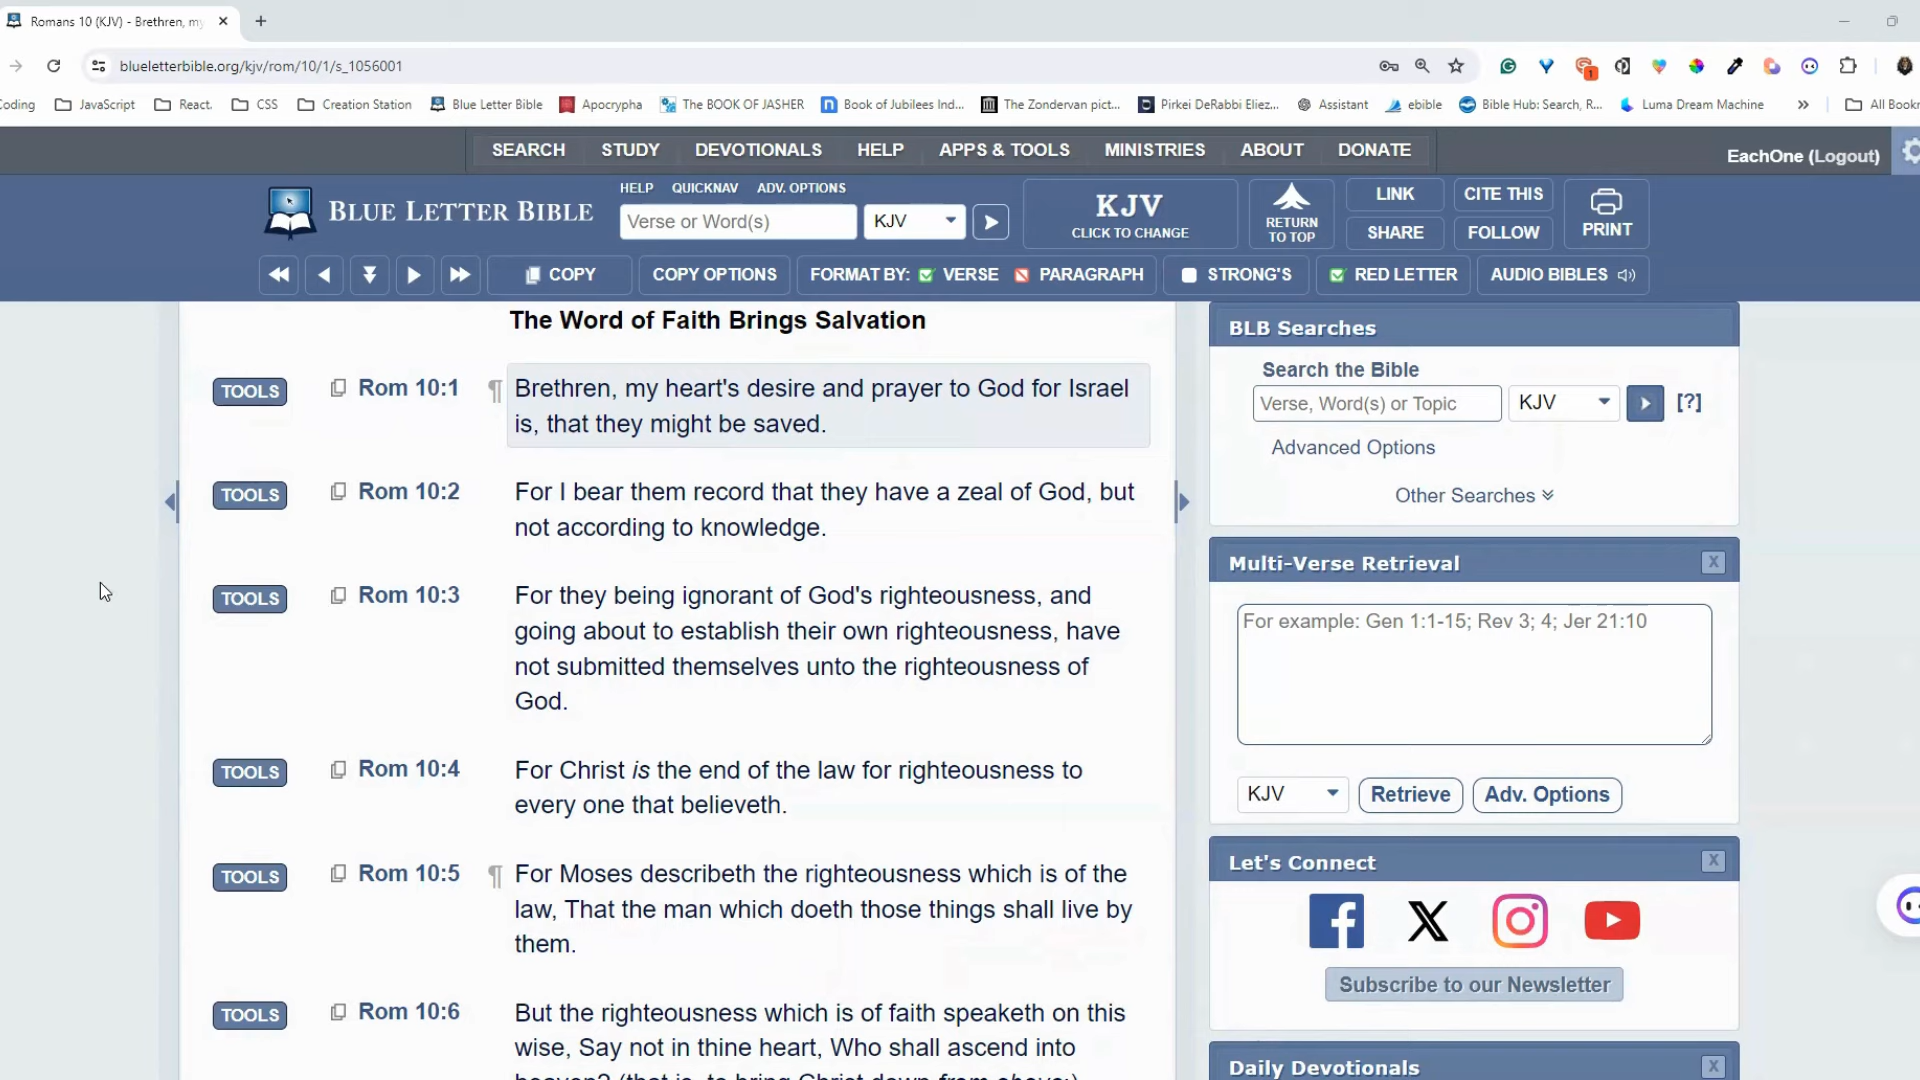 Romans 10 (KJV) - Brethren, my
blueletterbible.org/kjv/rom/10/1/s_1056001
Coding JavaScript React. CSS Creation Station Blue Letter Bible Apocrypha The BOOK OF JASHER Book of Jubilees Ind... The Zondervan pict... Pirkei DeRabbi Eliez... Assistant ebible Bible Hub: Search, R... Luma Dream Machine » All Bookm
SEARCH STUDY DEVOTIONALS HELP APPS & TOOLS MINISTRIES ABOUT DONATE
EachOne (Logout)
BLUE LETTER BIBLE
HELP QUICKNAV ADV. OPTIONS
Verse or Word(s) KJV
KJV
CLICK TO CHANGE
RETURN
TO TOP
LINK CITE THIS
SHARE FOLLOW
PRINT
COPY COPY OPTIONS FORMAT BY: VERSE PARAGRAPH STRONG'S RED LETTER AUDIO BIBLES
The Word of Faith Brings Salvation
TOOLS Rom 10:1 ¶ Brethren, my heart's desire and prayer to God for Israel
is, that they might be saved.
TOOLS Rom 10:2 For I bear them record that they have a zeal of God, but
not according to knowledge.
TOOLS Rom 10:3 For they being ignorant of God's righteousness, and
going about to establish their own righteousness, have
not submitted themselves unto the righteousness of
God.
TOOLS Rom 10:4 For Christ is the end of the law for righteousness to
every one that believeth.
TOOLS Rom 10:5 ¶ For Moses describeth the righteousness which is of the
law, That the man which doeth those things shall live by
them.
TOOLS Rom 10:6 But the righteousness which is of faith speaketh on this
wise, Say not in thine heart, Who shall ascend into
heaven? (that is, to bring Christ down from above:)
BLB Searches
Search the Bible
Verse, Word(s) or Topic KJV [?]
Advanced Options
Other Searches
Multi-Verse Retrieval X
For example: Gen 1:1-15; Rev 3; 4; Jer 21:10
KJV Retrieve Adv. Options
Let's Connect X
Subscribe to our Newsletter
Daily Devotionals X